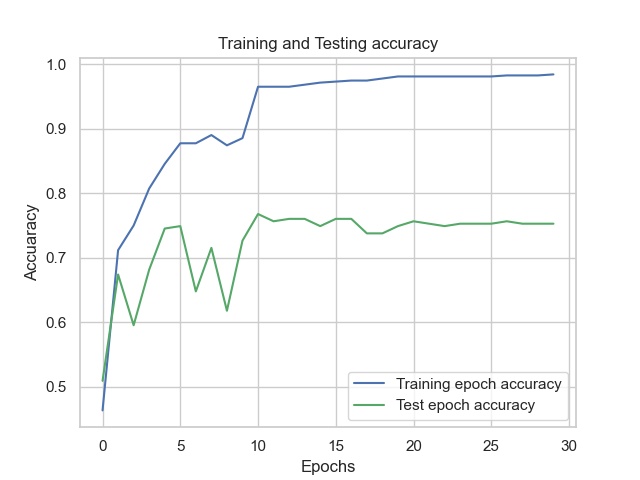 Training and Testing accuracy
1.0
0.9
0.8
0.7
0.6
0.5
Accuaracy
0
5
10
15
20
25
30
Epochs
Training epoch accuracy
Test epoch accuracy